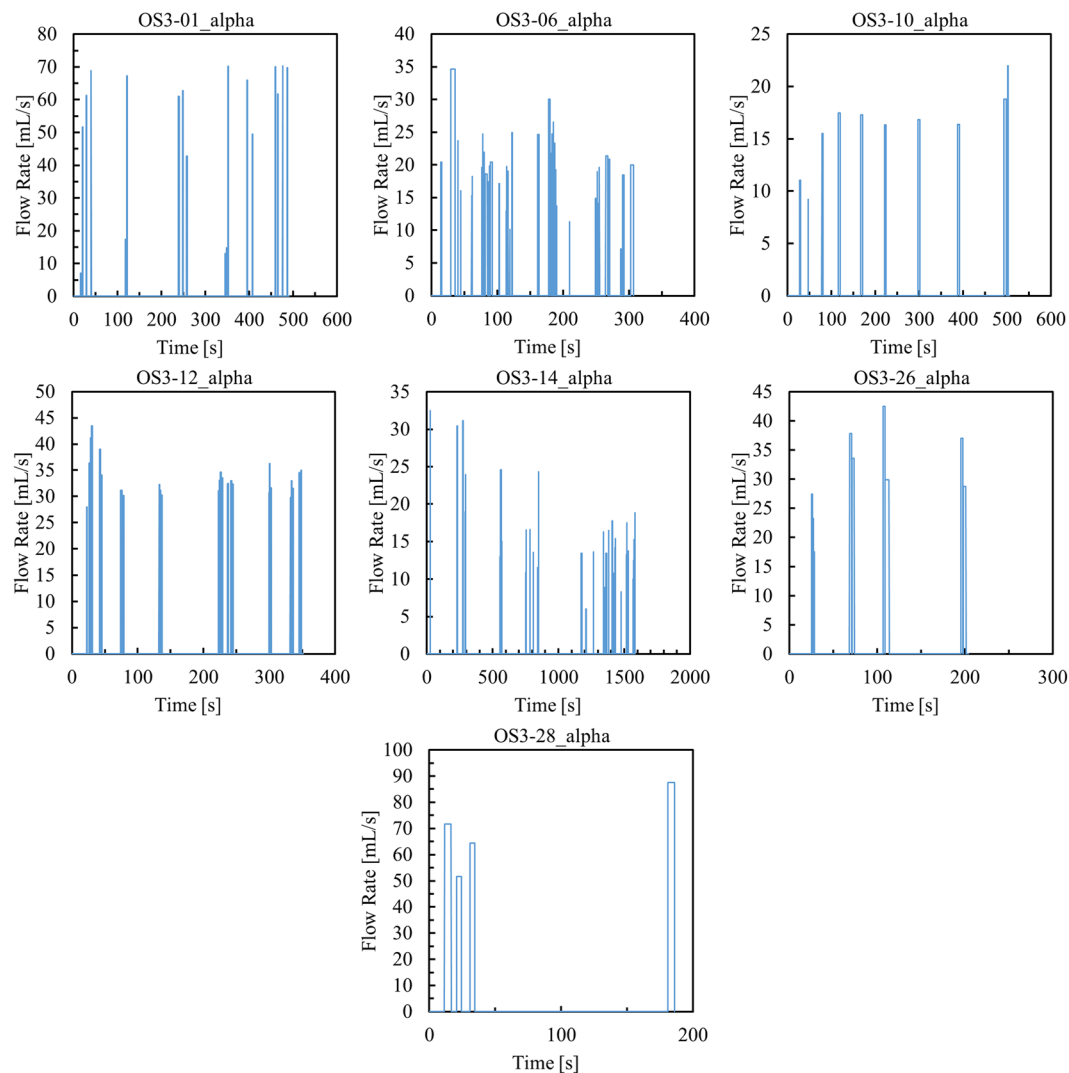 OS3-01_alpha
80
70
60
50
40
30
20
10
0
Flow Rate [mL/s]
0 100 200 300 400 500 600
Time [s]
OS3-06_alpha
40
35
30
25
20
15
10
5
0
Flow Rate [mL/s]
0 100 200 300 400
Time [s]
OS3-10_alpha
25
20
15
10
5
0
Flow Rate [mL/s]
0 100 200 300 400 500 600
Time [s]
OS3-12_alpha
50
45
40
35
30
25
20
15
10
5
0
Flow Rate [mL/s]
0 100 200 300 400
Time [s]
OS3-14_alpha
35
30
25
20
15
10
5
0
Flow Rate [mL/s]
0 500 1000 1500 2000
Time [s]
OS3-26_alpha
45
40
35
30
25
20
15
10
5
0
Flow Rate [mL/s]
0 100 200 300
Time [s]
OS3-28_alpha
100
90
80
70
60
50
40
30
20
10
0
Flow Rate [mL/s]
0 100 200
Time [s]